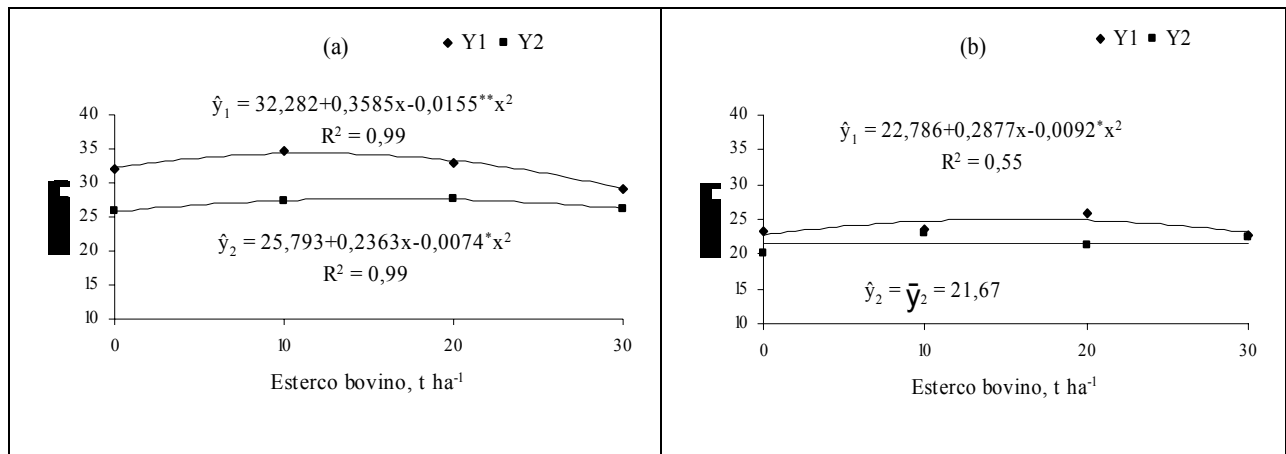 (a)
◆ Y1 ■ Y2
ŷ₁ = 32,282+0,3585x-0,0155**x²
R² = 0,99
40
35
30
25
20
15
10
ŷ₂ = 25,793+0,2363x-0,0074*x²
R² = 0,99
0 10 20 30
Esterco bovino, t ha⁻¹
(b)
◆ Y1 ■ Y2
ŷ₁ = 22,786+0,2877x-0,0092*x²
R² = 0,55
40
35
30
25
20
15
10
ŷ₂ = ȳ₂ = 21,67
0 10 20 30
Esterco bovino, t ha⁻¹